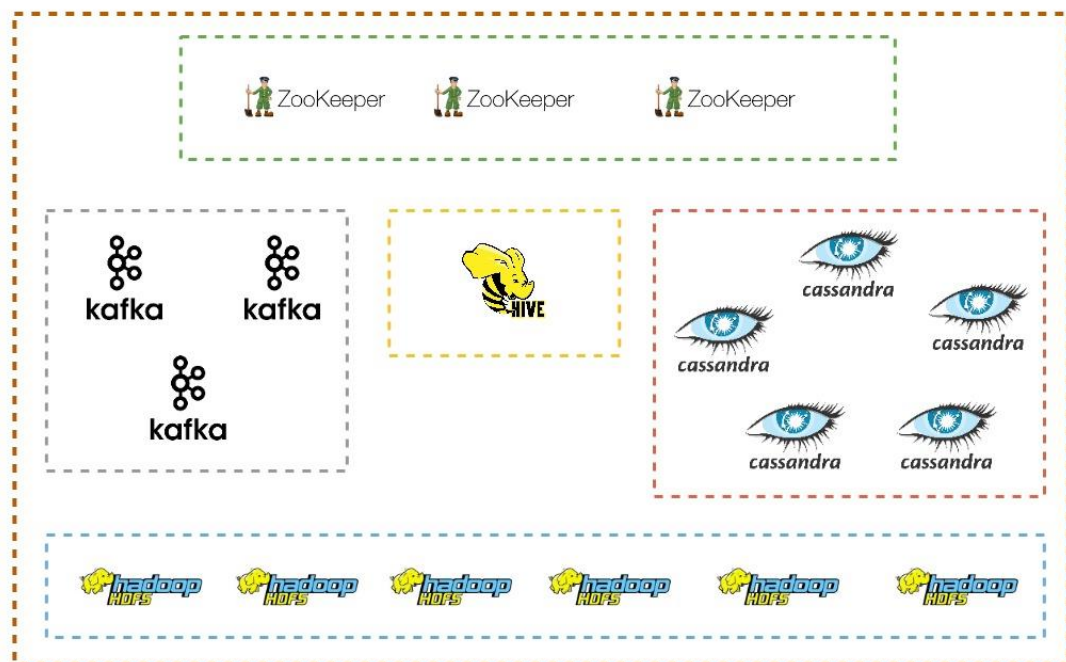 ZooKeeper ZooKeeper ZooKeeper
kafka kafka
kafka
HIVE
cassandra
cassandra
cassandra
cassandra cassandra
hadoop hadoop hadoop hadoop hadoop hadoop
HDFS HDFS HDFS HDFS HDFS HDFS